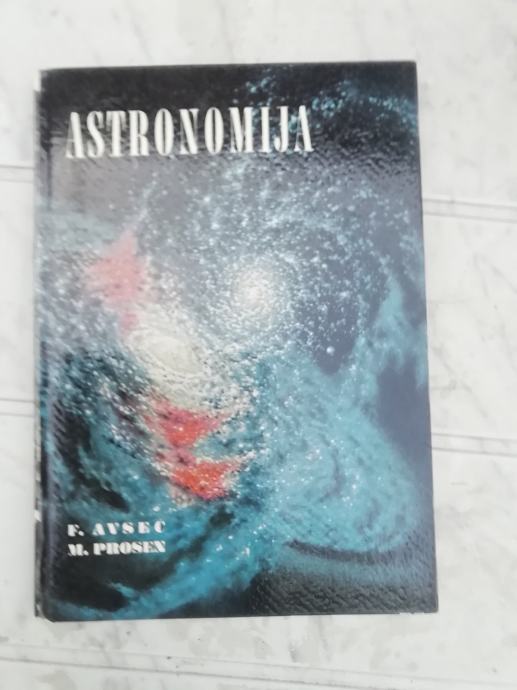 ASTRONOMIJA
F. AVSEC
M. PROSEN